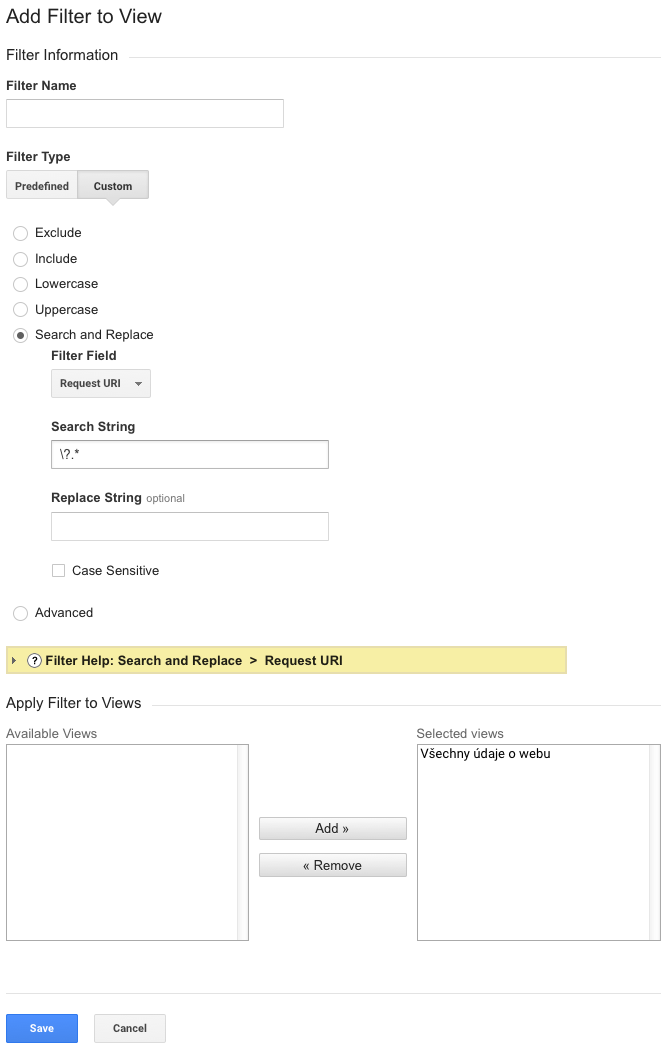 Add Filter to View
Filter Information
Filter Name
Filter Type
Predefined Custom
Exclude
Include
Lowercase
Uppercase
Search and Replace
Filter Field
Request URI
Search String
\?.*
Replace String optional
Case Sensitive
Advanced
? Filter Help: Search and Replace > Request URI
Apply Filter to Views
Available Views Selected views
Všechny údaje o webu
Add »
« Remove
Save Cancel